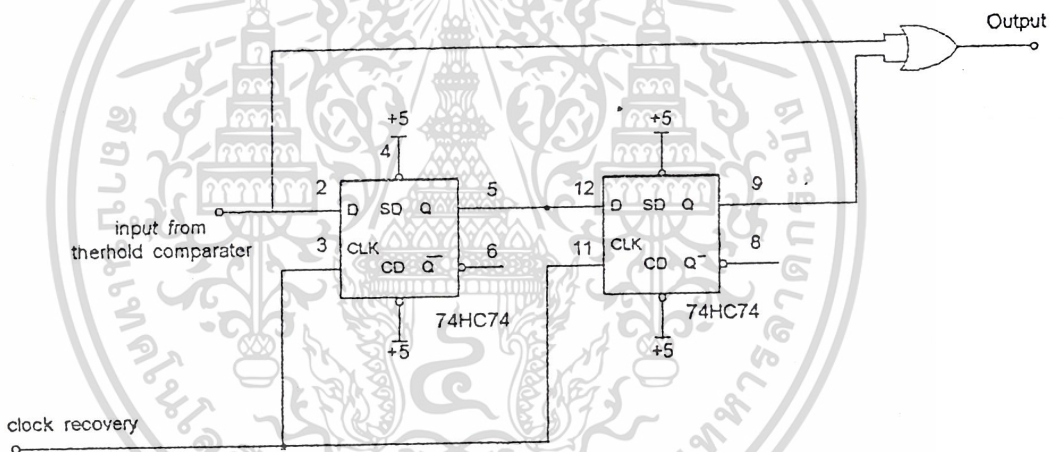 Output
+5
4
+5
2
D
SD
Q
5
12
D
SD
Q
9
input from
therhold comparater
3
CLK
CD
Q
6
11
CLK
CD
Q
8
74HC74
74HC74
+5
+5
clock recovery